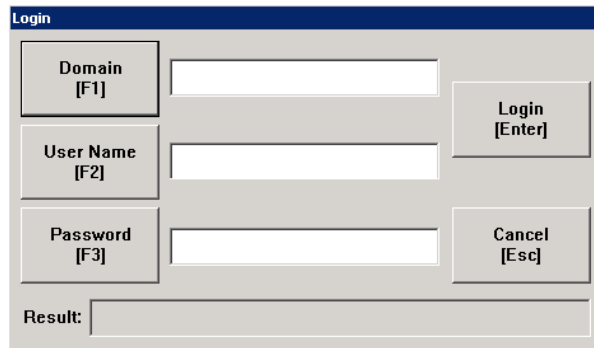 Login
Domain
[F1]
Login
[Enter]
User Name
[F2]
Password
[F3]
Cancel
[Esc]
Result: